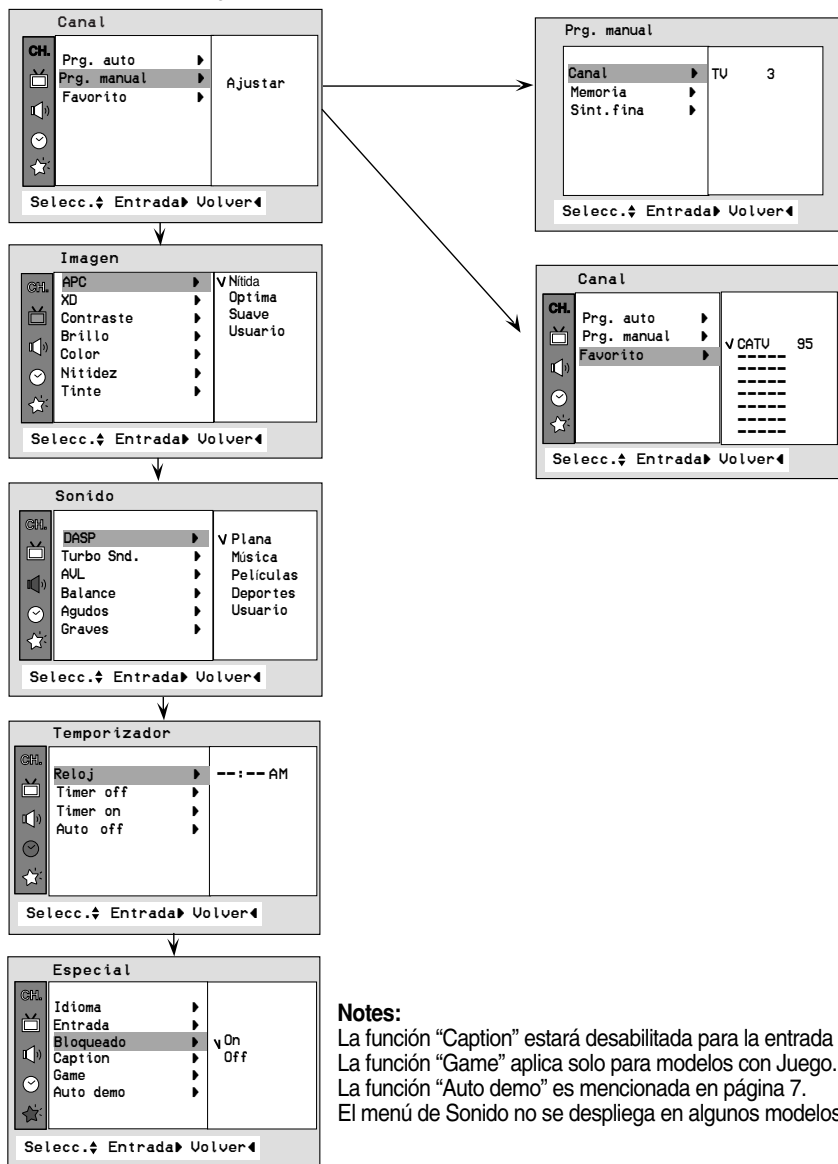 Canal
CH.
Prg. auto
Prg. manual
Favorito
Ajustar
Selecc. Entrada Volver
Prg. manual
Canal
Memoria
Sint.fina
TV 3
Selecc. Entrada Volver
Imagen
CH.
APC
XD
Contraste
Brillo
Color
Nitidez
Tinte
Nítida
Optima
Suave
Usuario
Selecc. Entrada Volver
Canal
CH.
Prg. auto
Prg. manual
Favorito
CATV 95
-----
-----
-----
-----
-----
-----
Selecc. Entrada Volver
Sonido
CH.
DASP
Turbo Snd.
AVL
Balance
Agudos
Graves
Plana
Música
Películas
Deportes
Usuario
Selecc. Entrada Volver
Temporizador
CH.
Reloj
Timer off
Timer on
Auto off
--:-- AM
Selecc. Entrada Volver
Especial
CH.
Idioma
Entrada
Bloqueado
Caption
Game
Auto demo
On
Off
Selecc. Entrada Volver
Notes:
La función “Caption” estará desabilitada para la entrada
La función “Game” aplica solo para modelos con Juego.
La función “Auto demo” es mencionada en página 7.
El menú de Sonido no se despliega en algunos modelos